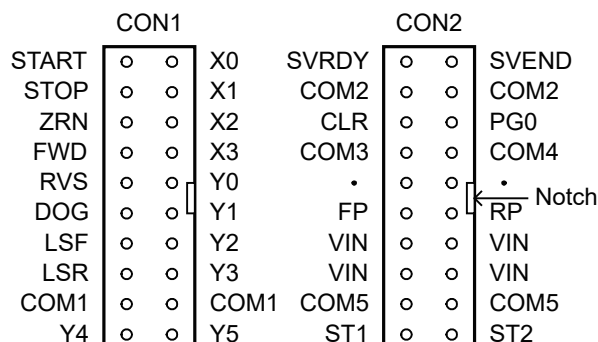 CON1 CON2
START X0 SVRDY SVEND
STOP X1 COM2 COM2
ZRN X2 CLR PG0
FWD X3 COM3 COM4
RVS Y0 • •
Notch
DOG Y1 FP RP
LSF Y2 VIN VIN
LSR Y3 VIN VIN
COM1 COM1 COM5 COM5
Y4 Y5 ST1 ST2